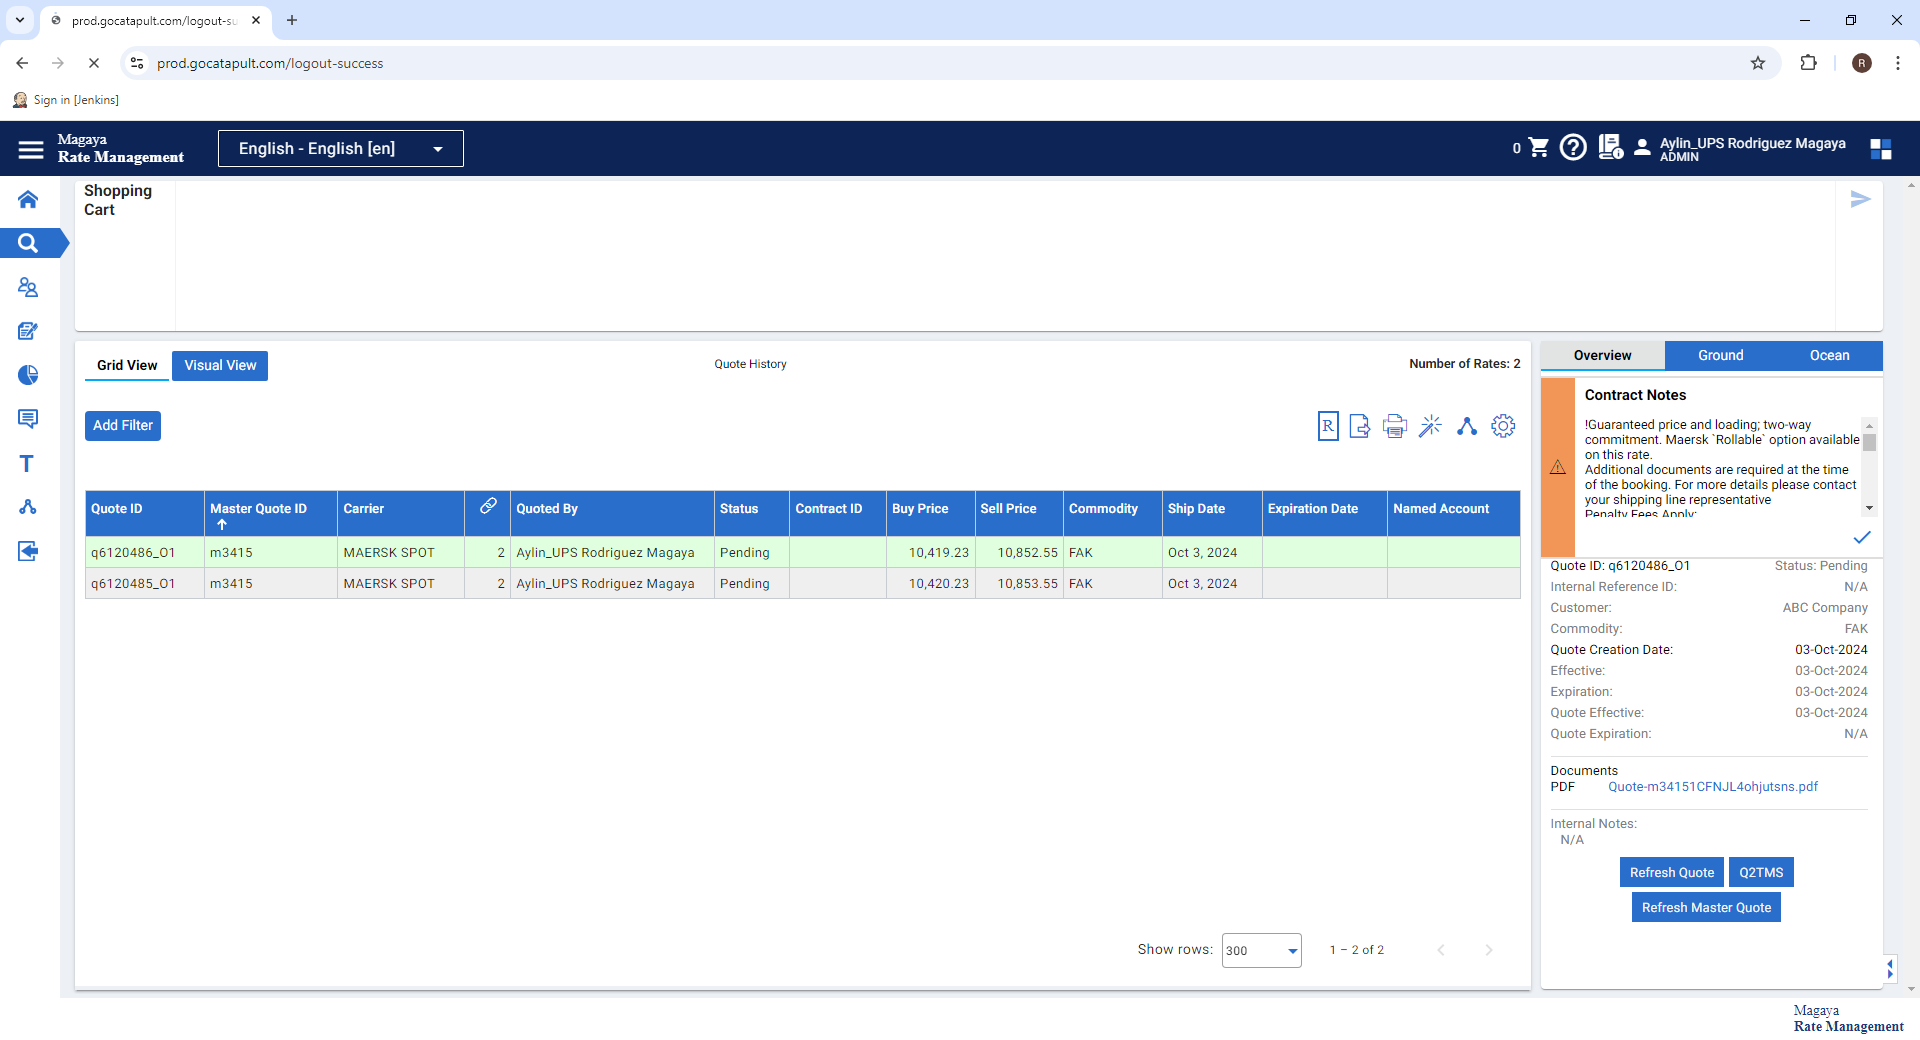 prod.gocatapult.com/logout-su
prod.gocatapult.com/logout-success
R
Sign in [Jenkins]
Magaya
Rate Management
English - English [en]
0
Aylin_UPS Rodriguez Magaya
ADMIN
Shopping
Cart
Grid View
Visual View
Quote History
Number of Rates: 2
Add Filter
R
Quote ID Master Quote ID Carrier Quoted By Status Contract ID Buy Price Sell Price Commodity Ship Date Expiration Date Named Account
q6120486_O1 m3415 MAERSK SPOT 2 Aylin_UPS Rodriguez Magaya Pending 10,419.23 10,852.55 FAK Oct 3, 2024
q6120485_O1 m3415 MAERSK SPOT 2 Aylin_UPS Rodriguez Magaya Pending 10,420.23 10,853.55 FAK Oct 3, 2024
Show rows: 300 1 – 2 of 2
Overview Ground Ocean
Contract Notes
!Guaranteed price and loading; two-way
commitment. Maersk `Rollable` option available
on this rate.
Additional documents are required at the time
of the booking. For more details please contact
your shipping line representative
Penalty Fees Apply:
Quote ID: q6120486_O1 Status: Pending
Internal Reference ID: N/A
Customer: ABC Company
Commodity: FAK
Quote Creation Date: 03-Oct-2024
Effective: 03-Oct-2024
Expiration: 03-Oct-2024
Quote Effective: 03-Oct-2024
Quote Expiration: N/A
Documents
PDF Quote-m34151CFNJL4ohjutsns.pdf
Internal Notes:
N/A
Refresh Quote Q2TMS
Refresh Master Quote
T
Magaya
Rate Management